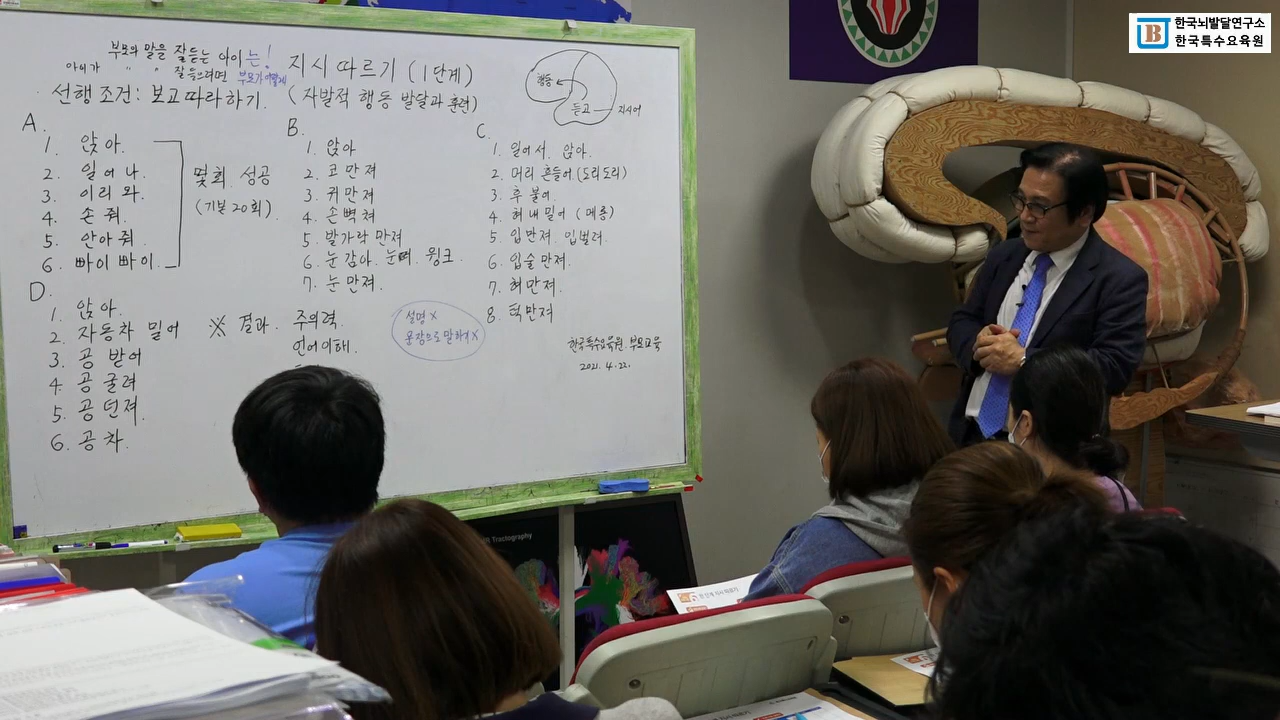 한국뇌발달연구소
한국특수요육원
부모의 말을 잘듣는 아이는!
아이가 " " 잘들으려면 부모가 어떻게
지시따르기 (1단계)
선행 조건: 보고따라하기. (자발적 행동 발달과 훈련)
행동
듣고
지시어
A.
1. 앉아.
2. 일어나.
3. 이리와.
4. 손 줘.
5. 안아줘.
6. 빠이빠이.
몇회 성공
(기본 20회)
B.
1. 앉아
2. 코만져
3. 귀만져
4. 손뼉쳐
5. 발가락 만져
6. 눈감아. 눈떠. 윙크.
7. 눈만져.
C.
1. 일어서. 앉아.
2. 머리 흔들어 (도리도리)
3. 후 불어.
4. 혀내밀어 (메롱)
5. 입만져. 입벌려.
6. 입술만져.
7. 혀만져.
8. 턱만져
D.
1. 앉아.
2. 자동차 밀어
3. 공 받어
4. 공 굴려
5. 공 던져.
6. 공 차.
※ 결과. 주의력.
언어이해.
설명 x
문장으로 말하기 x
한국특수요육원. 부모교육
2021. 4. 22.
MR Tractography